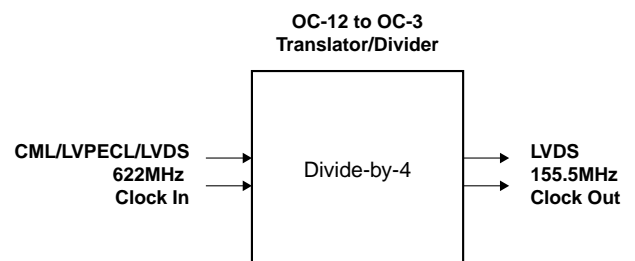 OC-12 to OC-3
Translator/Divider
CML/LVPECL/LVDS
622MHz
Clock In
Divide-by-4
LVDS
155.5MHz
Clock Out